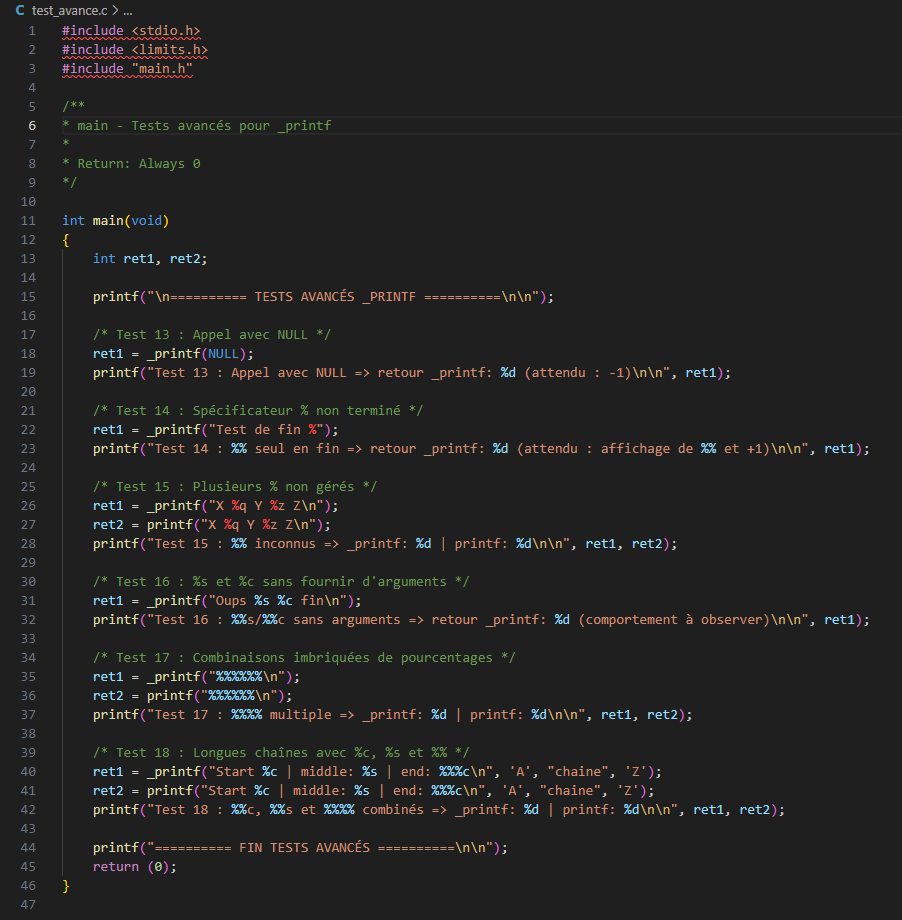 C test_avance.c > ...
1 #include <stdio.h>
2 #include <limits.h>
3 #include "main.h"
4
5 /**
6 * main - Tests avancés pour _printf
7 *
8 * Return: Always 0
9 */
10
11 int main(void)
12 {
13     int ret1, ret2;
14
15     printf("\n========== TESTS AVANCÉS _PRINTF ==========\n\n");
16
17     /* Test 13 : Appel avec NULL */
18     ret1 = _printf(NULL);
19     printf("Test 13 : Appel avec NULL => retour _printf: %d (attendu : -1)\n\n", ret1);
20
21     /* Test 14 : Spécificateur % non terminé */
22     ret1 = _printf("Test de fin %");
23     printf("Test 14 : %% seul en fin => retour _printf: %d (attendu : affichage de %% et +1)\n\n", ret1);
24
25     /* Test 15 : Plusieurs % non gérés */
26     ret1 = _printf("X %q Y %z Z\n");
27     ret2 = printf("X %q Y %z Z\n");
28     printf("Test 15 : %% inconnus => _printf: %d | printf: %d\n\n", ret1, ret2);
29
30     /* Test 16 : %s et %c sans fournir d'arguments */
31     ret1 = _printf("Oups %s %c fin\n");
32     printf("Test 16 : %%s/%%c sans arguments => retour _printf: %d (comportement à observer)\n\n", ret1);
33
34     /* Test 17 : Combinaisons imbriquées de pourcentages */
35     ret1 = _printf("%%%%%%\n");
36     ret2 = printf("%%%%%%\n");
37     printf("Test 17 : %%%% multiple => _printf: %d | printf: %d\n\n", ret1, ret2);
38
39     /* Test 18 : Longues chaînes avec %c, %s et %% */
40     ret1 = _printf("Start %c | middle: %s | end: %%%c\n", 'A', "chaine", 'Z');
41     ret2 = printf("Start %c | middle: %s | end: %%%c\n", 'A', "chaine", 'Z');
42     printf("Test 18 : %%c, %%s et %%%% combinés => _printf: %d | printf: %d\n\n", ret1, ret2);
43
44     printf("========== FIN TESTS AVANCÉS ==========\n\n");
45     return (0);
46 }
47